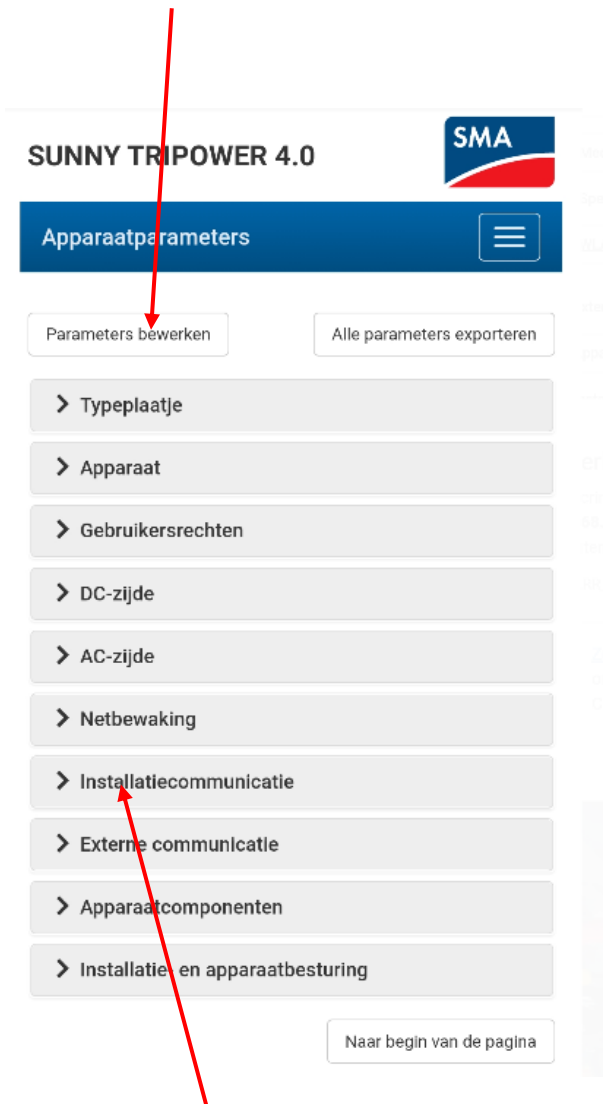 SUNNY TRIPOWER 4.0
SMA
Apparaatparameters
Parameters bewerken
Alle parameters exporteren
Typeplaatje
Apparaat
Gebruikersrechten
DC-zijde
AC-zijde
Netbewaking
Installatiecommunicatie
Externe communicatie
Apparaatcomponenten
Installatie- en apparaatbesturing
Naar begin van de pagina